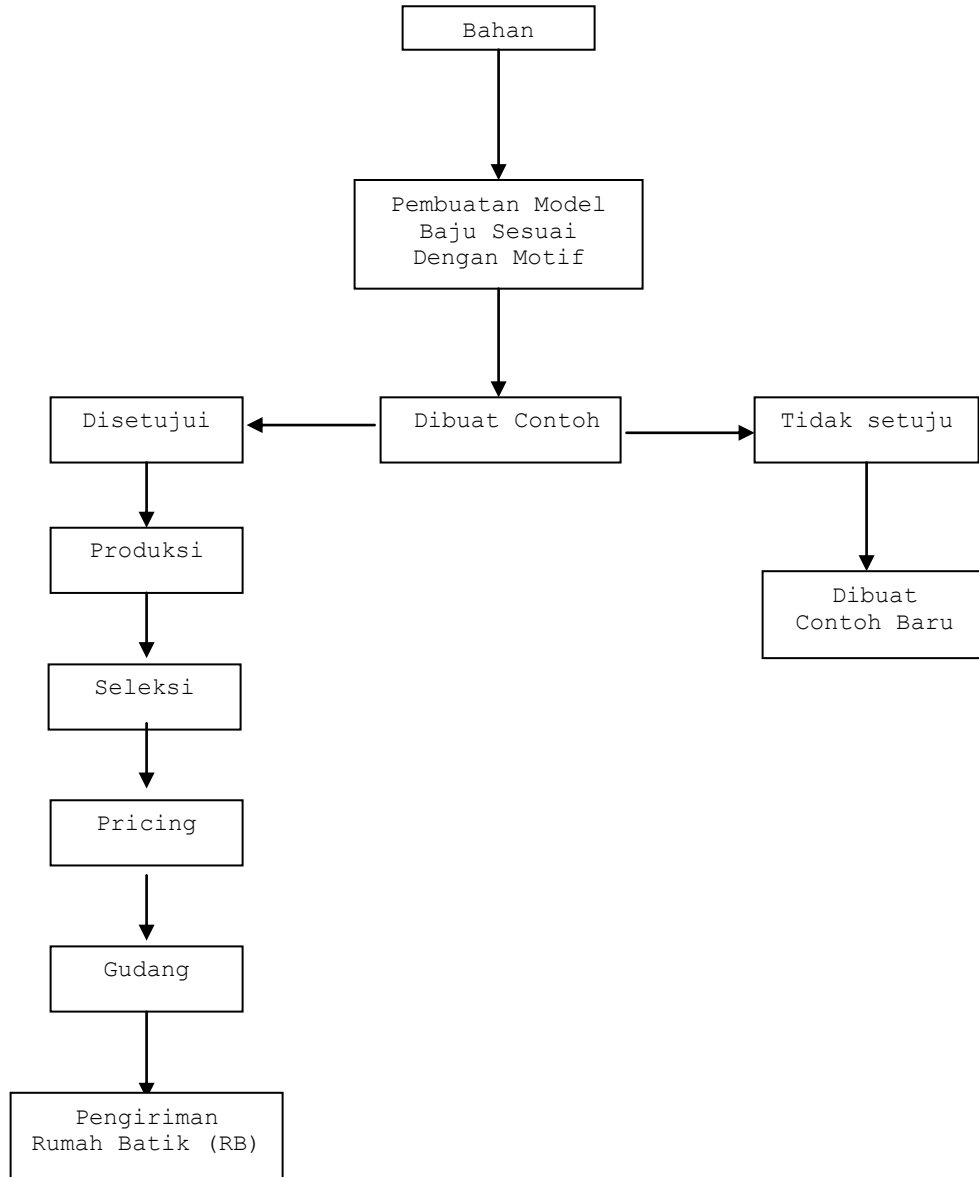 Bahan
Pembuatan Model
Baju Sesuai
Dengan Motif
Disetujui
Dibuat Contoh
Tidak setuju
Produksi
Dibuat
Contoh Baru
Seleksi
Pricing
Gudang
Pengiriman
Rumah Batik (RB)